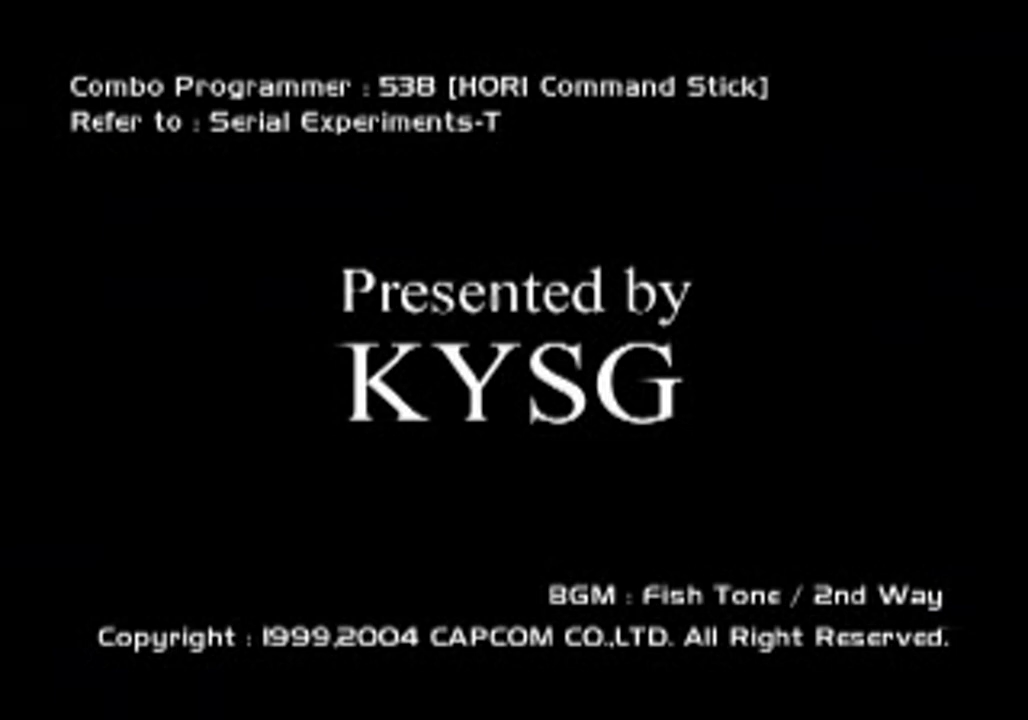 Combo Programmer : 53B [HORI Command Stick]
Refer to : Serial Experiments-T
Presented by
KYSG
BGM : Fish Tone / 2nd Way
Copyright : 1999,2004 CAPCOM CO.,LTD. All Right Reserved.